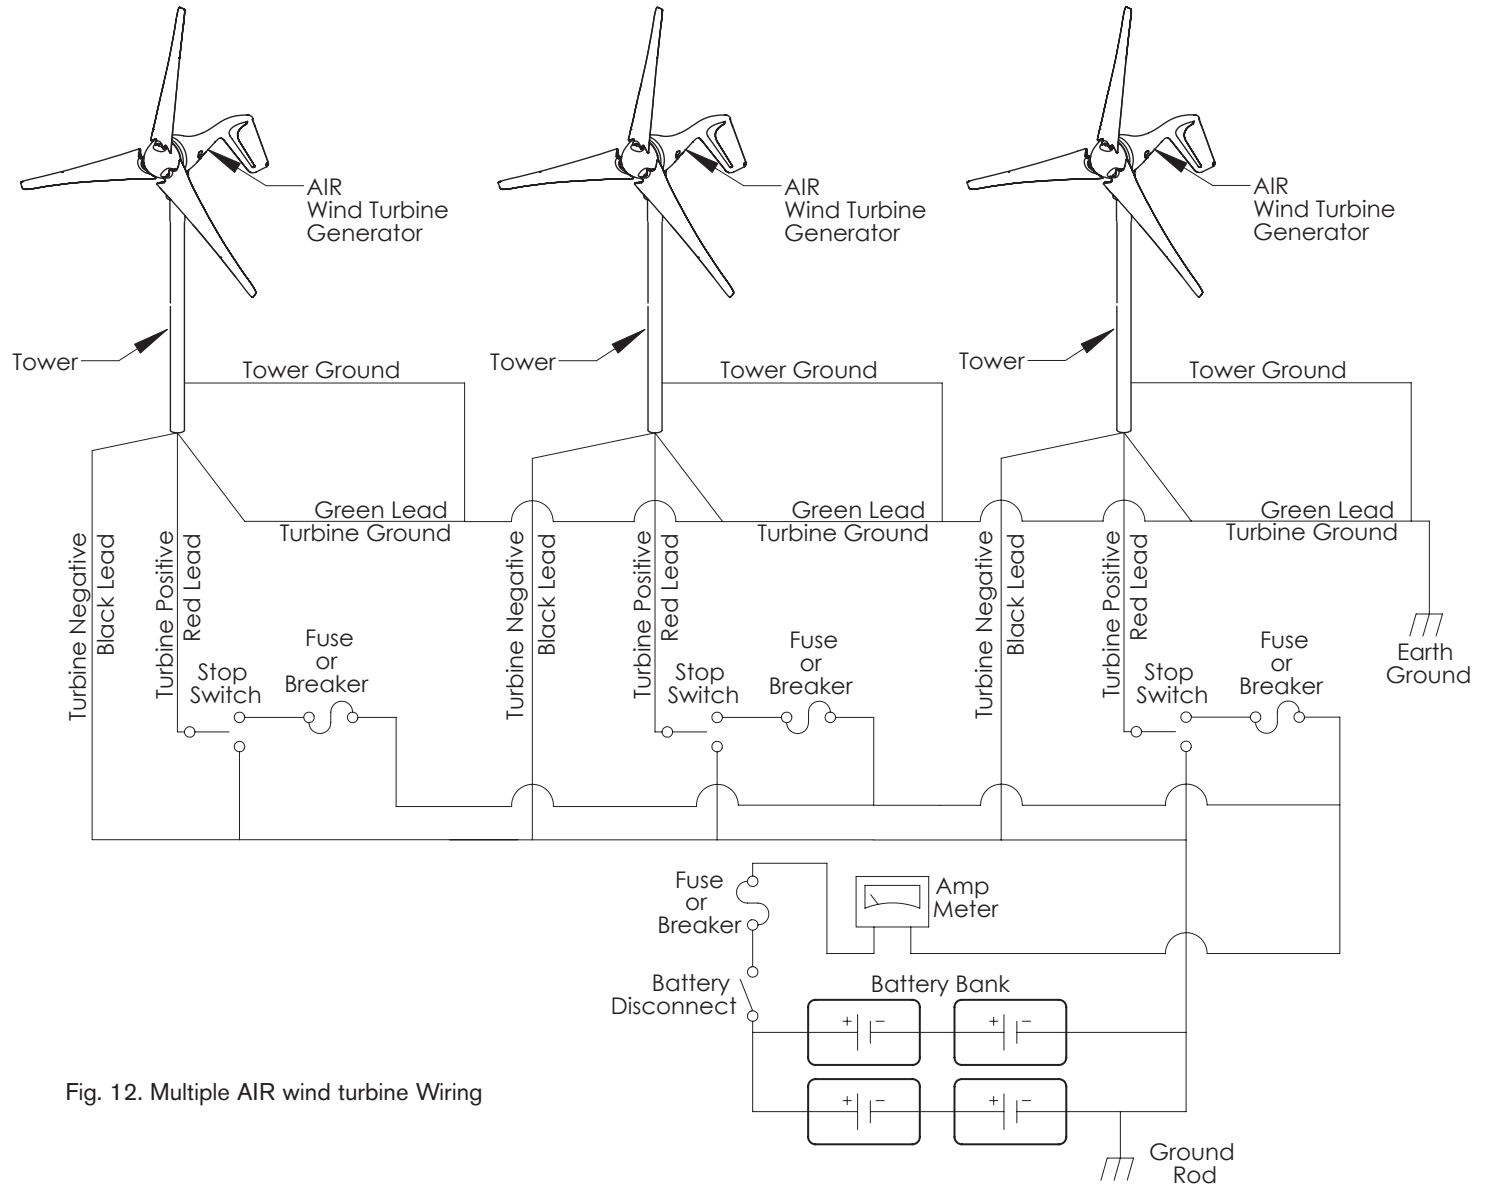 AIR
Wind Turbine
Generator
AIR
Wind Turbine
Generator
AIR
Wind Turbine
Generator
Tower
Tower
Tower
Tower Ground
Tower Ground
Tower Ground
Green Lead
Turbine Ground
Green Lead
Turbine Ground
Green Lead
Turbine Ground
Turbine Negative
Black Lead
Turbine Positive
Red Lead
Turbine Negative
Black Lead
Turbine Positive
Red Lead
Turbine Negative
Black Lead
Turbine Positive
Red Lead
Stop
Switch
Fuse
or
Breaker
Stop
Switch
Fuse
or
Breaker
Stop
Switch
Fuse
or
Breaker
Earth
Ground
Fuse
or
Breaker
Amp
Meter
Battery
Disconnect
Battery Bank
+ −
+ −
+ −
+ −
Ground
Rod
Fig. 12. Multiple AIR wind turbine Wiring